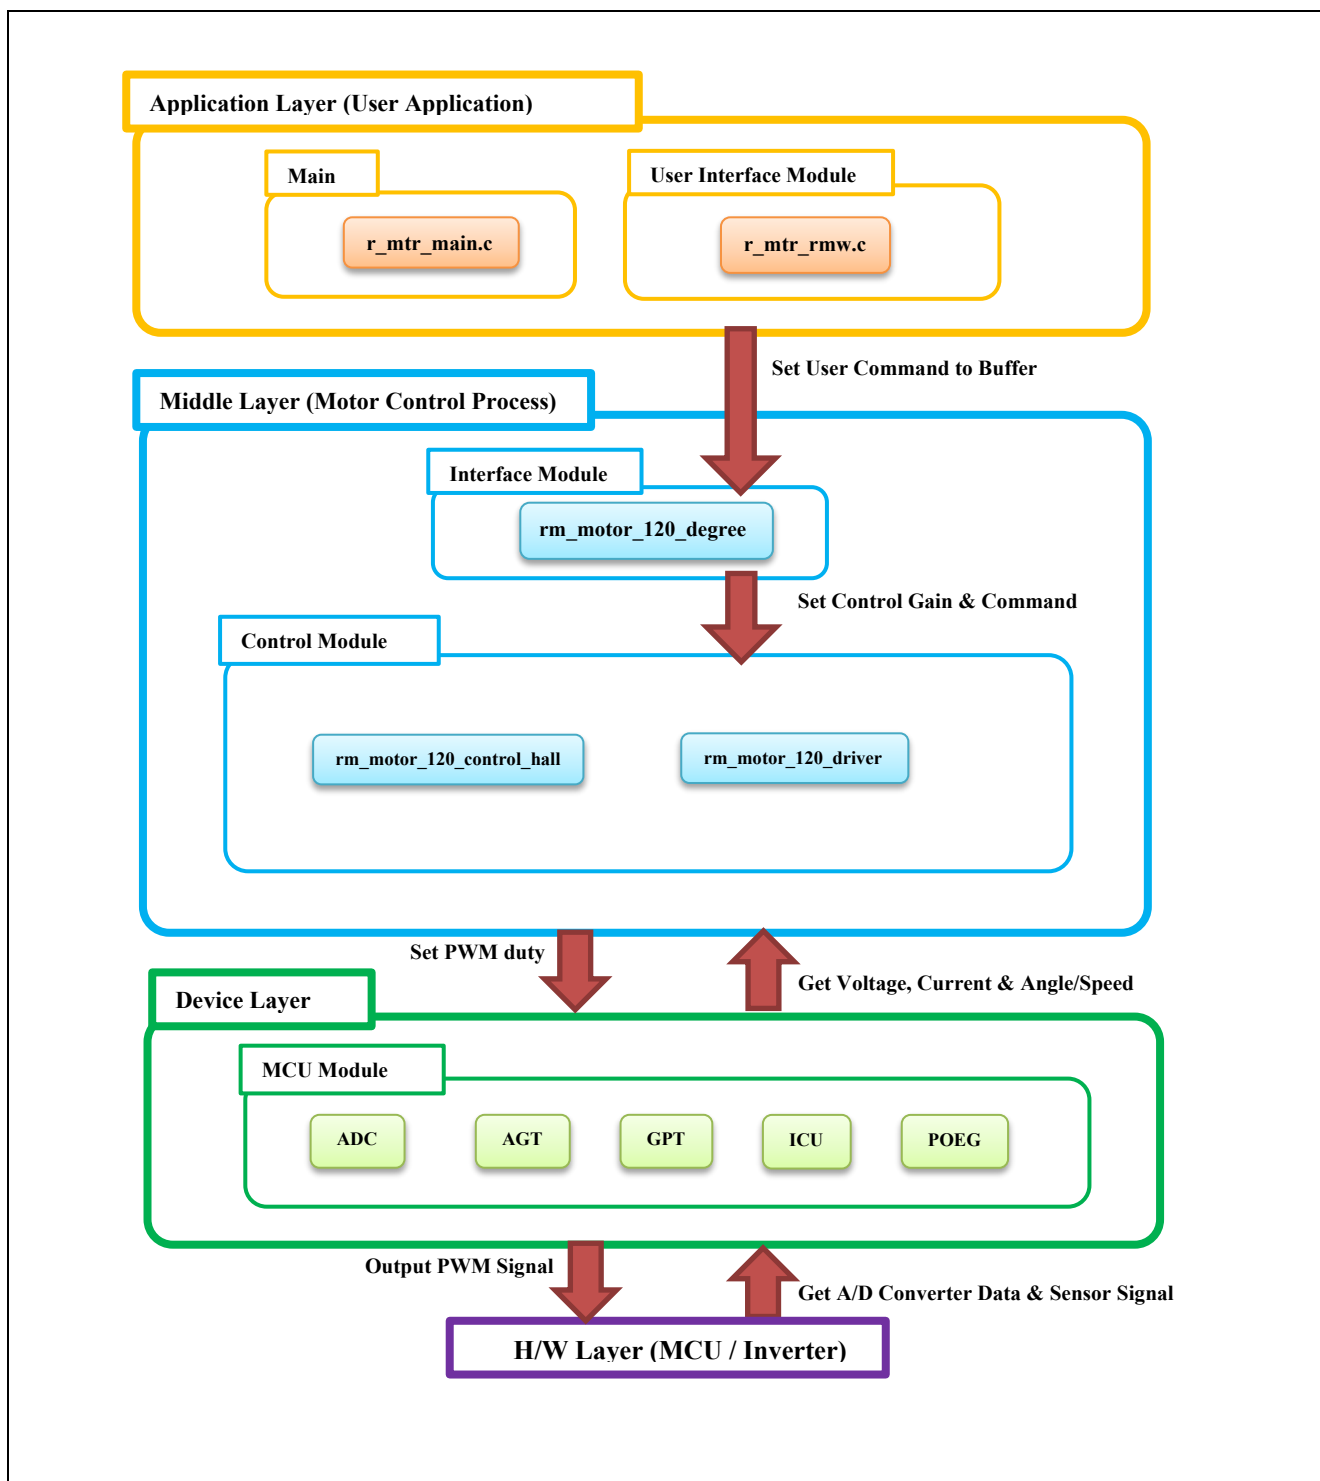 Application Layer (User Application)
Main
User Interface Module
r_mtr_main.c
r_mtr_rmw.c
Set User Command to Buffer
Middle Layer (Motor Control Process)
Interface Module
rm_motor_120_degree
Set Control Gain & Command
Control Module
rm_motor_120_control_hall
rm_motor_120_driver
Set PWM duty
Get Voltage, Current & Angle/Speed
Device Layer
MCU Module
ADC
AGT
GPT
ICU
POEG
Output PWM Signal
Get A/D Converter Data & Sensor Signal
H/W Layer (MCU / Inverter)